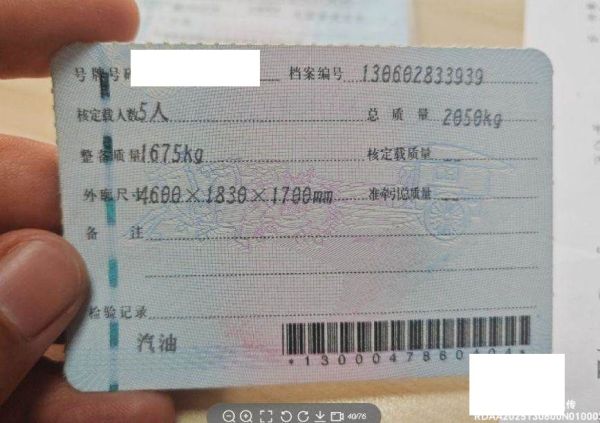 号牌号码 档案编号 130602833939
核定载人数 5人 总质量 2050kg
整备质量 1675kg 核定载质量 --
外廓尺寸 4600×1830×1700mm 准牵引总质量 --
备注
检验记录
汽油
40/76